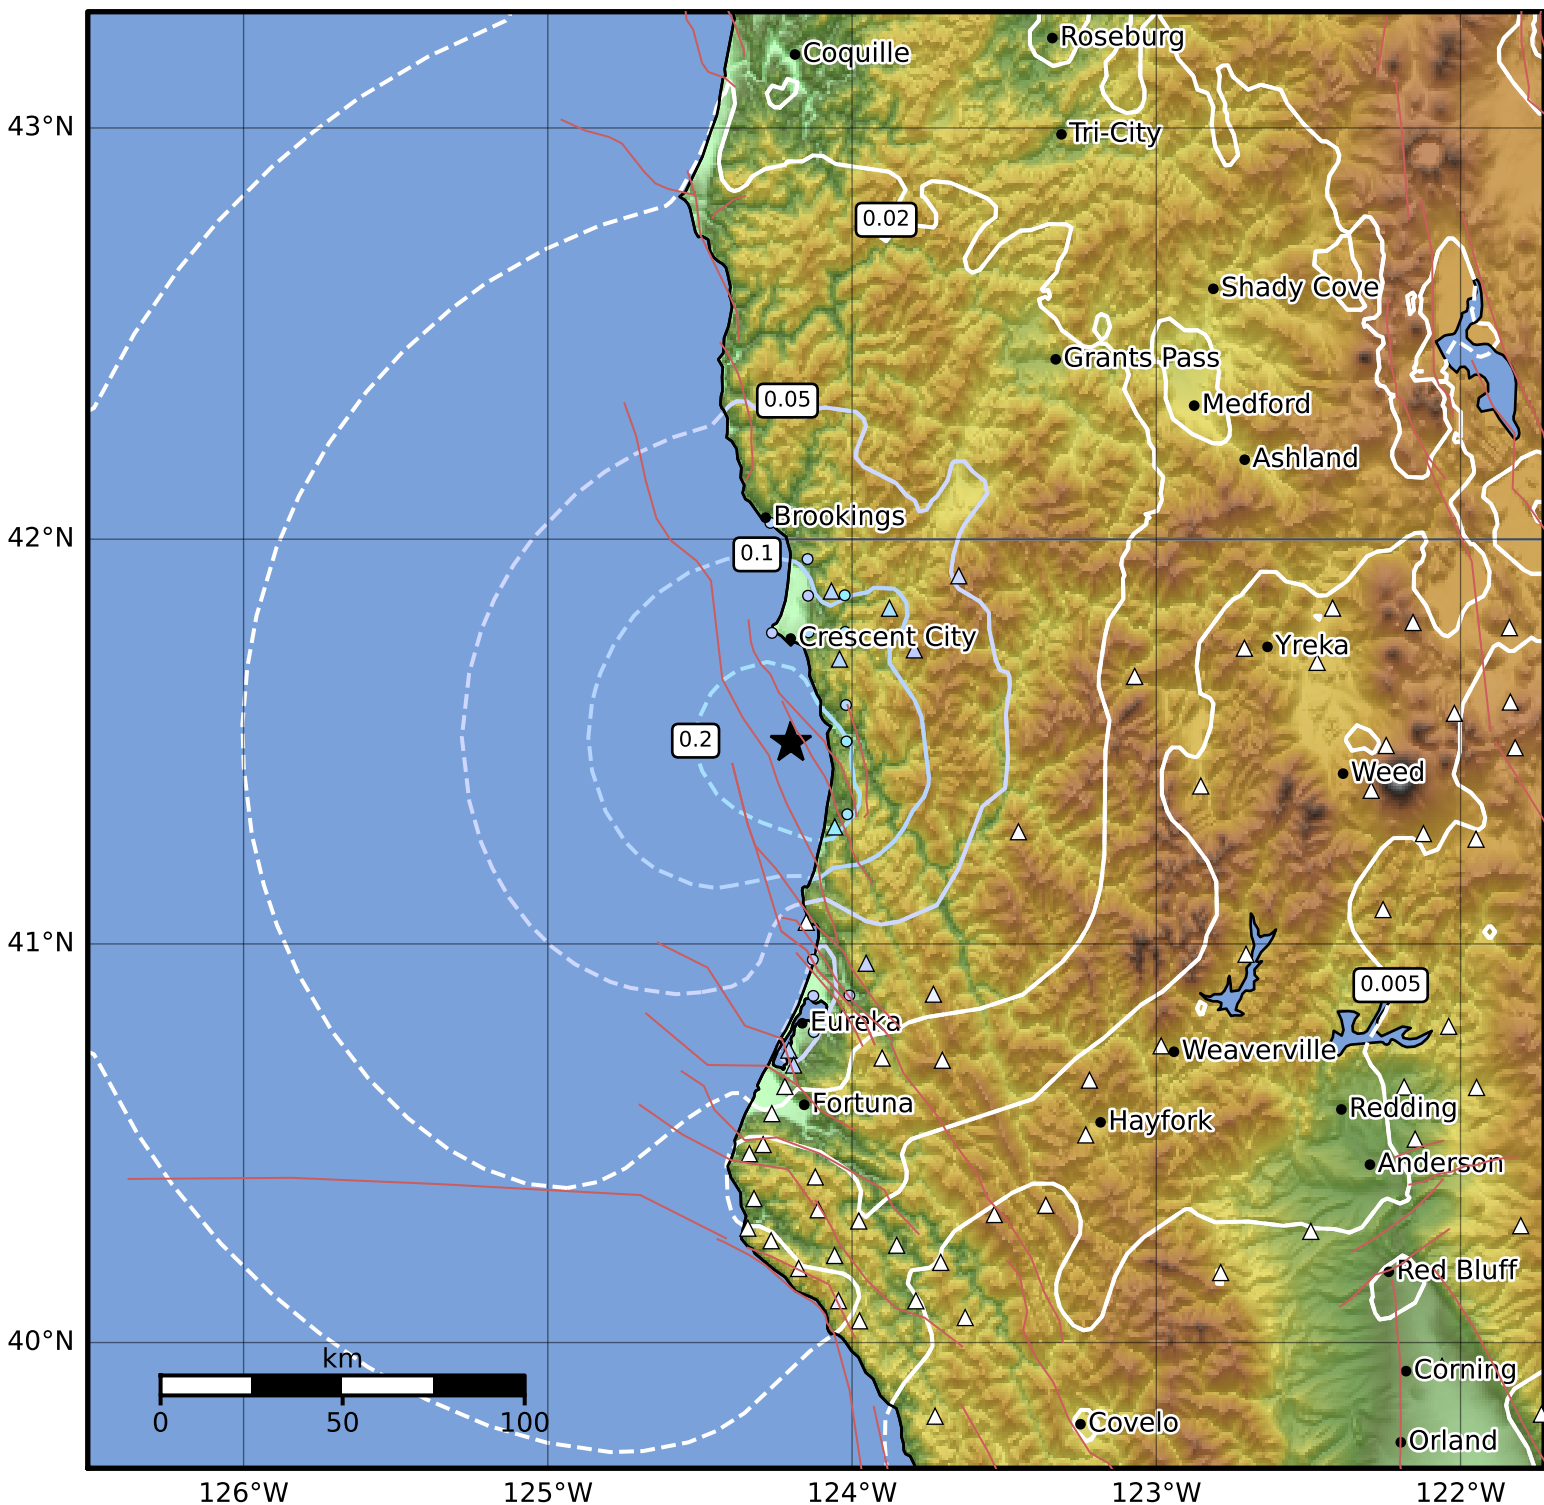 Roseburg
Coquille
43°N
Tri-City
0.02
Shady Cove
Grants Pass
0.05
Medford
Ashland
Brookings
42°N
0.1
Crescent City
Yreka
0.2
Weed
41°N
0.005
Eureka
Weaverville
Fortuna
Redding
Hayfork
Anderson
Red Bluff
40°N
km
Corning
0 50 100
Covelo
Orland
126°W 125°W 124°W 123°W 122°W